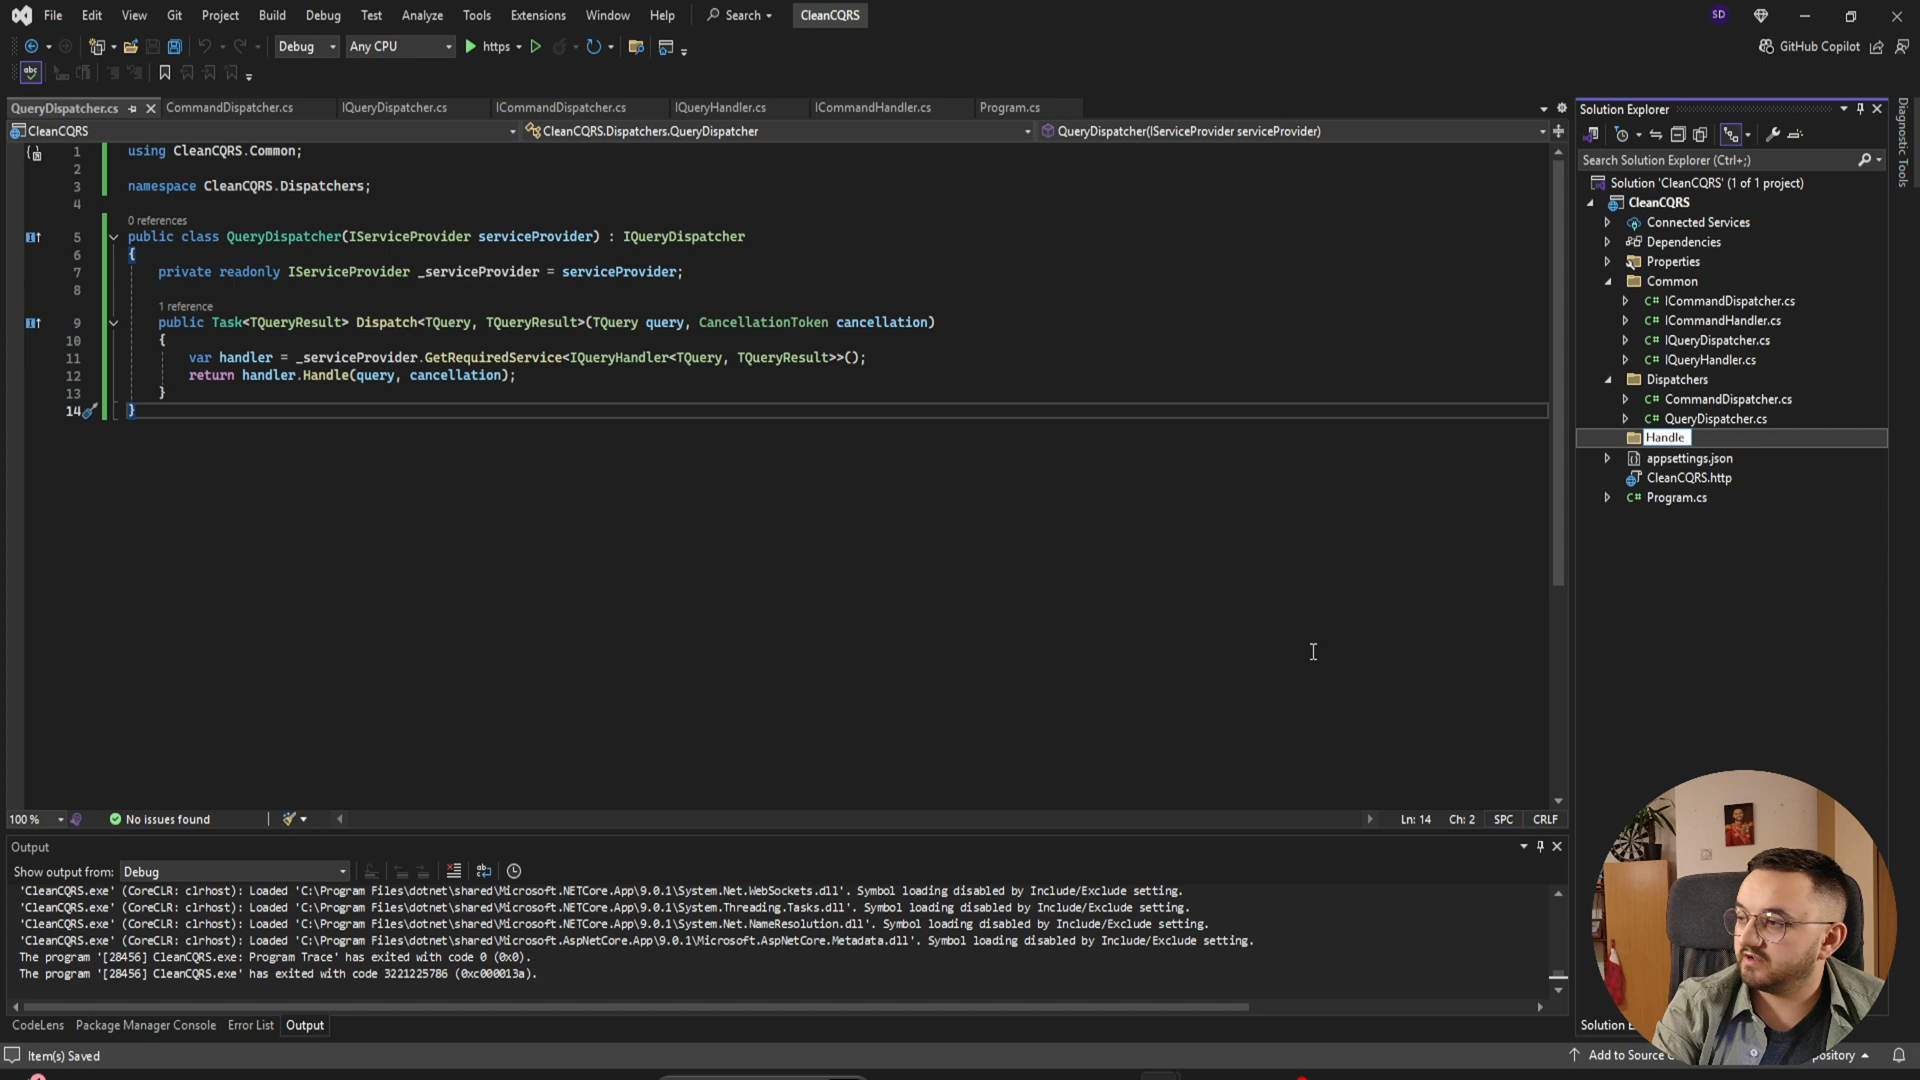 File Edit View Git Project Build Debug Test Analyze Tools Extensions Window Help Search CleanCQRS SD
Debug Any CPU https GitHub Copilot
abc
QueryDispatcher.cs CommandDispatcher.cs IQueryDispatcher.cs ICommandDispatcher.cs IQueryHandler.cs ICommandHandler.cs Program.cs
CleanCQRS CleanCQRS.Dispatchers.QueryDispatcher QueryDispatcher(IServiceProvider serviceProvider)
1 using CleanCQRS.Common;
2
3 namespace CleanCQRS.Dispatchers;
4
0 references
5 public class QueryDispatcher(IServiceProvider serviceProvider) : IQueryDispatcher
6 {
7 private readonly IServiceProvider _serviceProvider = serviceProvider;
8
1 reference
9 public Task<TQueryResult> Dispatch<TQuery, TQueryResult>(TQuery query, CancellationToken cancellation)
10 {
11 var handler = _serviceProvider.GetRequiredService<IQueryHandler<TQuery, TQueryResult>>();
12 return handler.Handle(query, cancellation);
13 }
14 }
100 % No issues found Ln: 14 Ch: 2 SPC CRLF
Output
Show output from: Debug
'CleanCQRS.exe' (CoreCLR: clrhost): Loaded 'C:\Program Files\dotnet\shared\Microsoft.NETCore.App\9.0.1\System.Net.WebSockets.dll'. Symbol loading disabled by Include/Exclude setting.
'CleanCQRS.exe' (CoreCLR: clrhost): Loaded 'C:\Program Files\dotnet\shared\Microsoft.NETCore.App\9.0.1\System.Threading.Tasks.dll'. Symbol loading disabled by Include/Exclude setting.
'CleanCQRS.exe' (CoreCLR: clrhost): Loaded 'C:\Program Files\dotnet\shared\Microsoft.NETCore.App\9.0.1\System.Net.NameResolution.dll'. Symbol loading disabled by Include/Exclude setting.
'CleanCQRS.exe' (CoreCLR: clrhost): Loaded 'C:\Program Files\dotnet\shared\Microsoft.AspNetCore.App\9.0.1\Microsoft.AspNetCore.Metadata.dll'. Symbol loading disabled by Include/Exclude setting.
The program '[28456] CleanCQRS.exe: Program Trace' has exited with code 0 (0x0).
The program '[28456] CleanCQRS.exe' has exited with code 3221225786 (0xc000013a).
CodeLens Package Manager Console Error List Output
Item(s) Saved
Solution Explorer
Search Solution Explorer (Ctrl+;)
Solution 'CleanCQRS' (1 of 1 project)
CleanCQRS
Connected Services
Dependencies
Properties
Common
C# ICommandDispatcher.cs
C# ICommandHandler.cs
C# IQueryDispatcher.cs
C# IQueryHandler.cs
Dispatchers
C# CommandDispatcher.cs
C# QueryDispatcher.cs
Handle
appsettings.json
CleanCQRS.http
C# Program.cs
Diagnostic Tools
Solution E
Add to Source C
pository